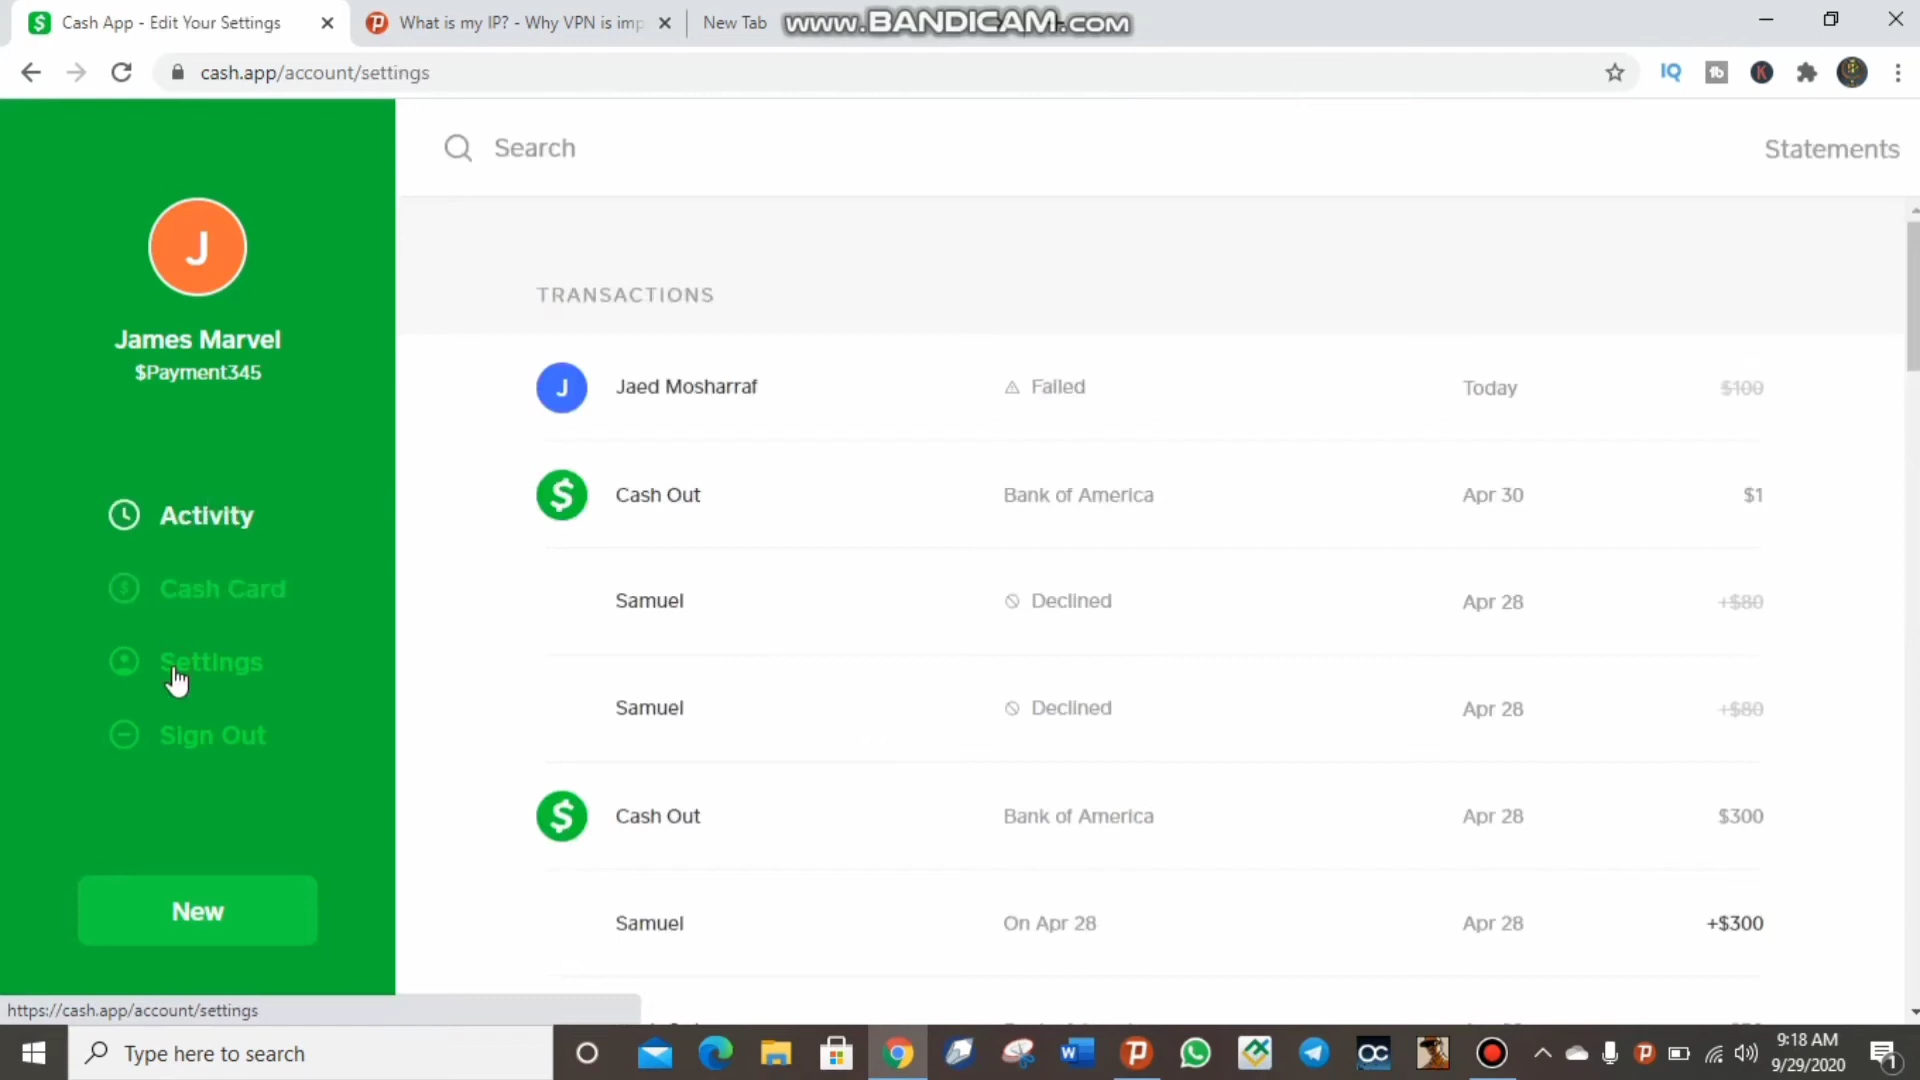 Cash App - Edit Your Settings
What is my IP? - Why VPN is imp
New Tab
www.BANDICAM.com
cash.app/account/settings
IQ
Search
Statements
J
James Marvel
$Payment345
Activity
Cash Card
Settings
Sign Out
New
TRANSACTIONS
J Jaed Mosharraf Failed Today $100
Cash Out Bank of America Apr 30 $1
Samuel Declined Apr 28 +$80
Samuel Declined Apr 28 +$80
Cash Out Bank of America Apr 28 $300
Samuel On Apr 28 Apr 28 +$300
https://cash.app/account/settings
Type here to search
9:18 AM
9/29/2020
1